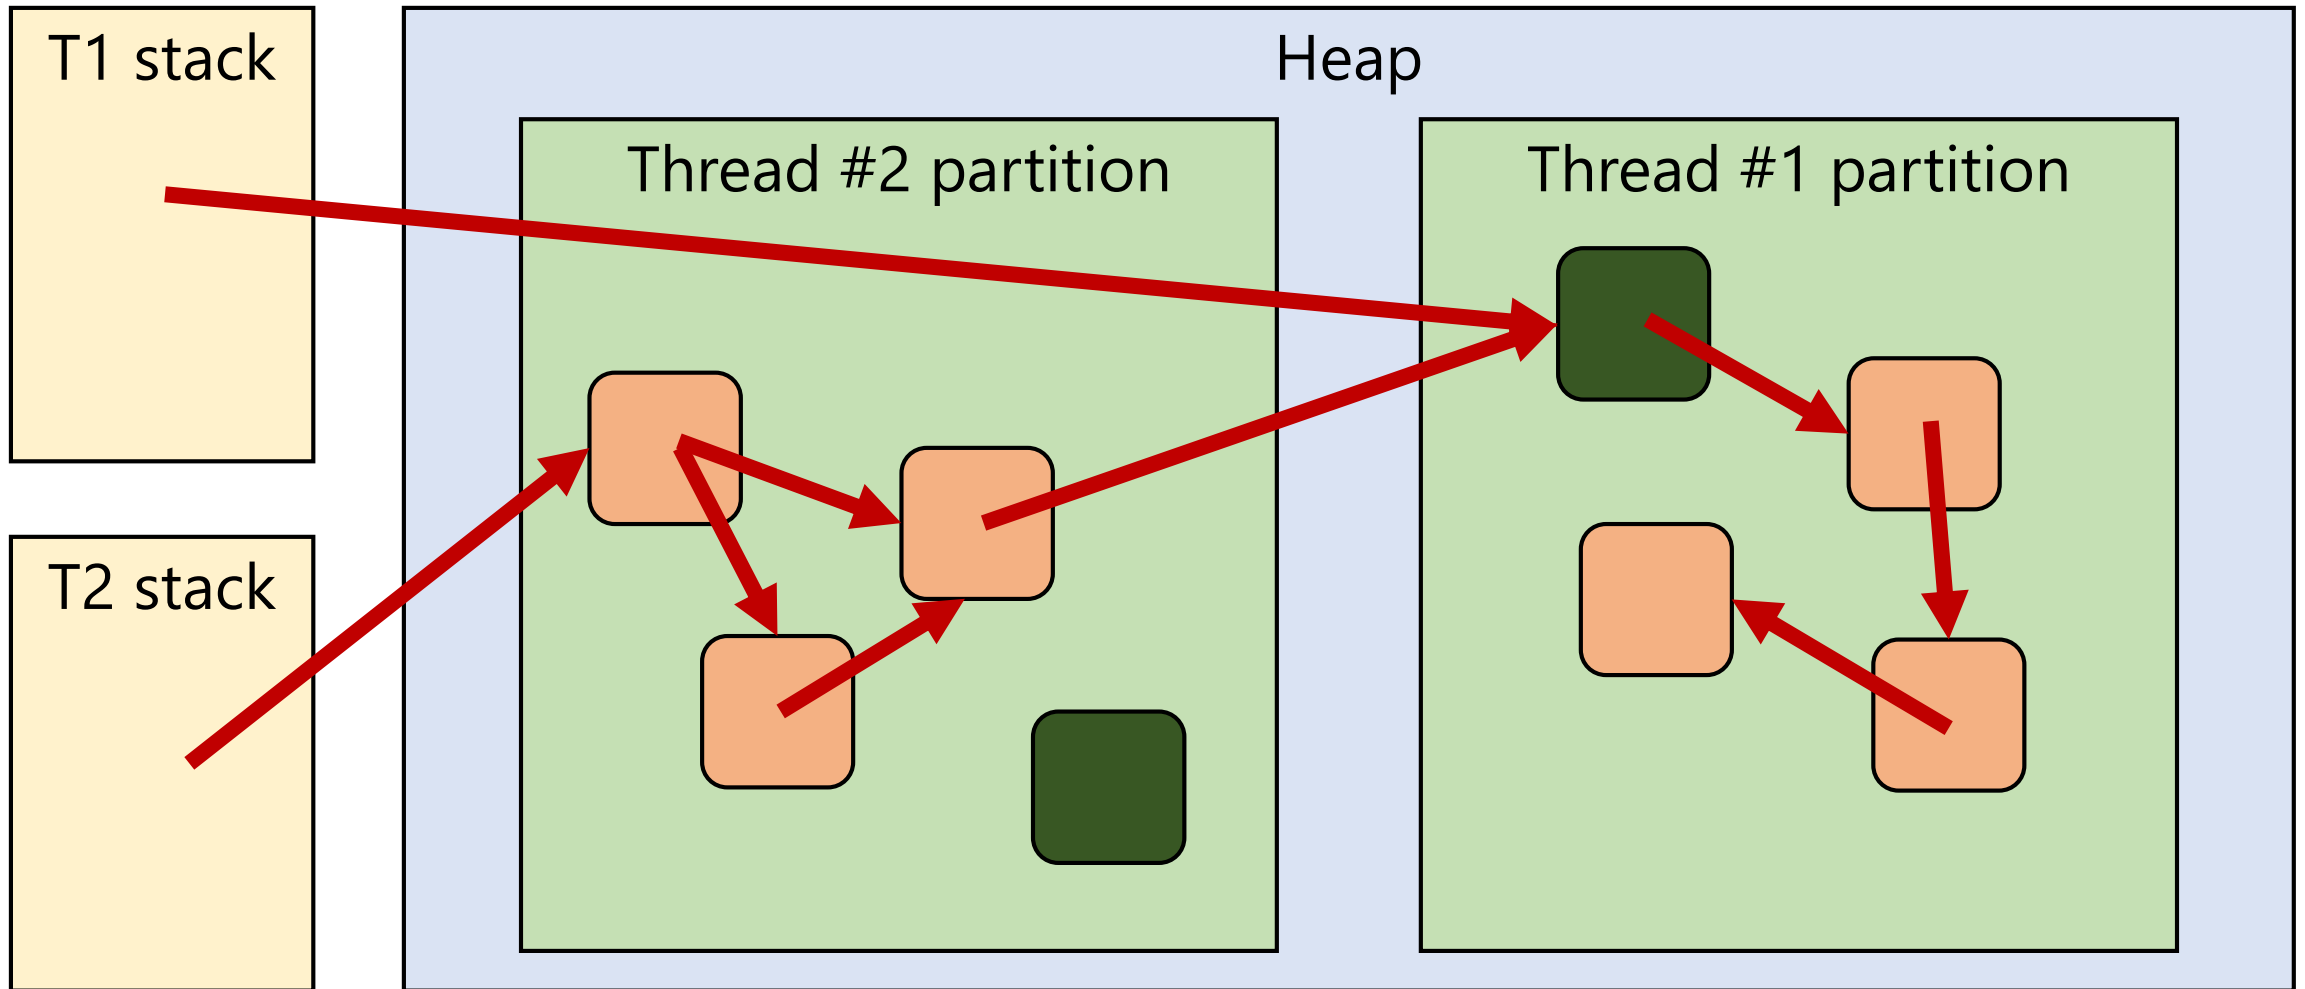 T1 stack
Heap
Thread #2 partition
Thread #1 partition
T2 stack